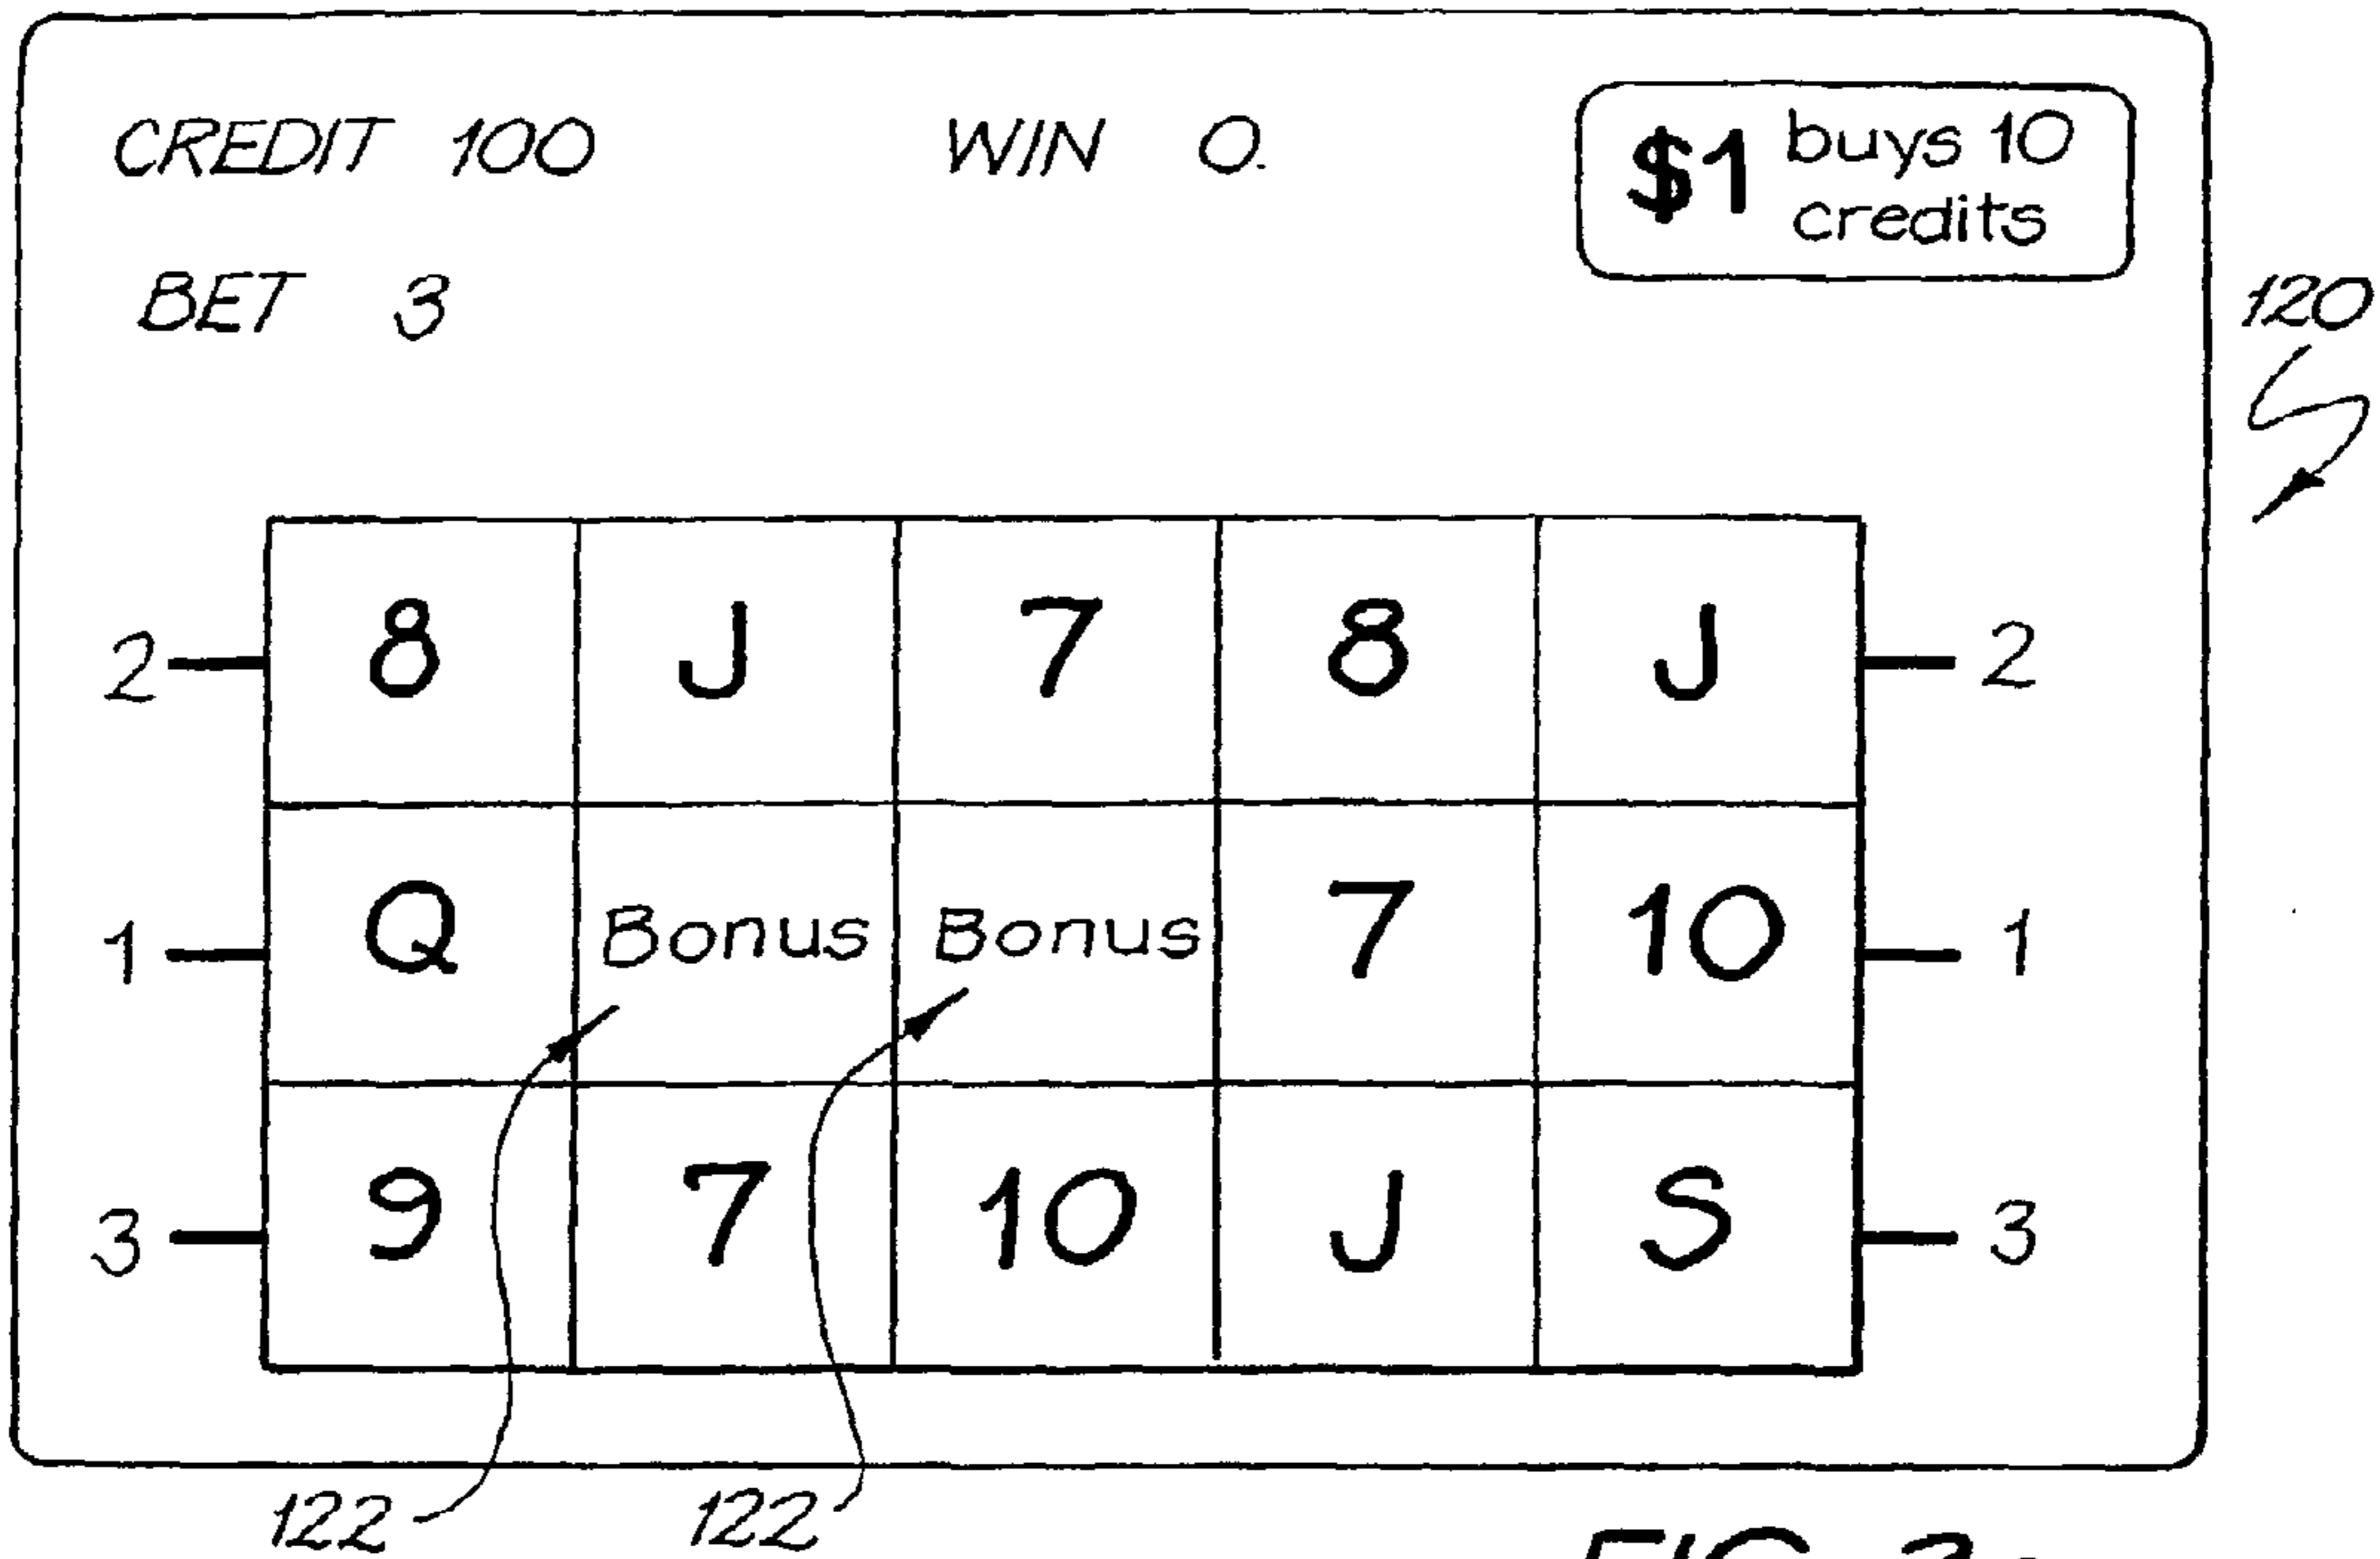 CREDIT 100 WIN 0. $1 buys 10
credits
BET 3
120
2 8 J 7 8 J 2
1 Q Bonus Bonus 7 10 1
3 9 7 10 J S 3
122 122